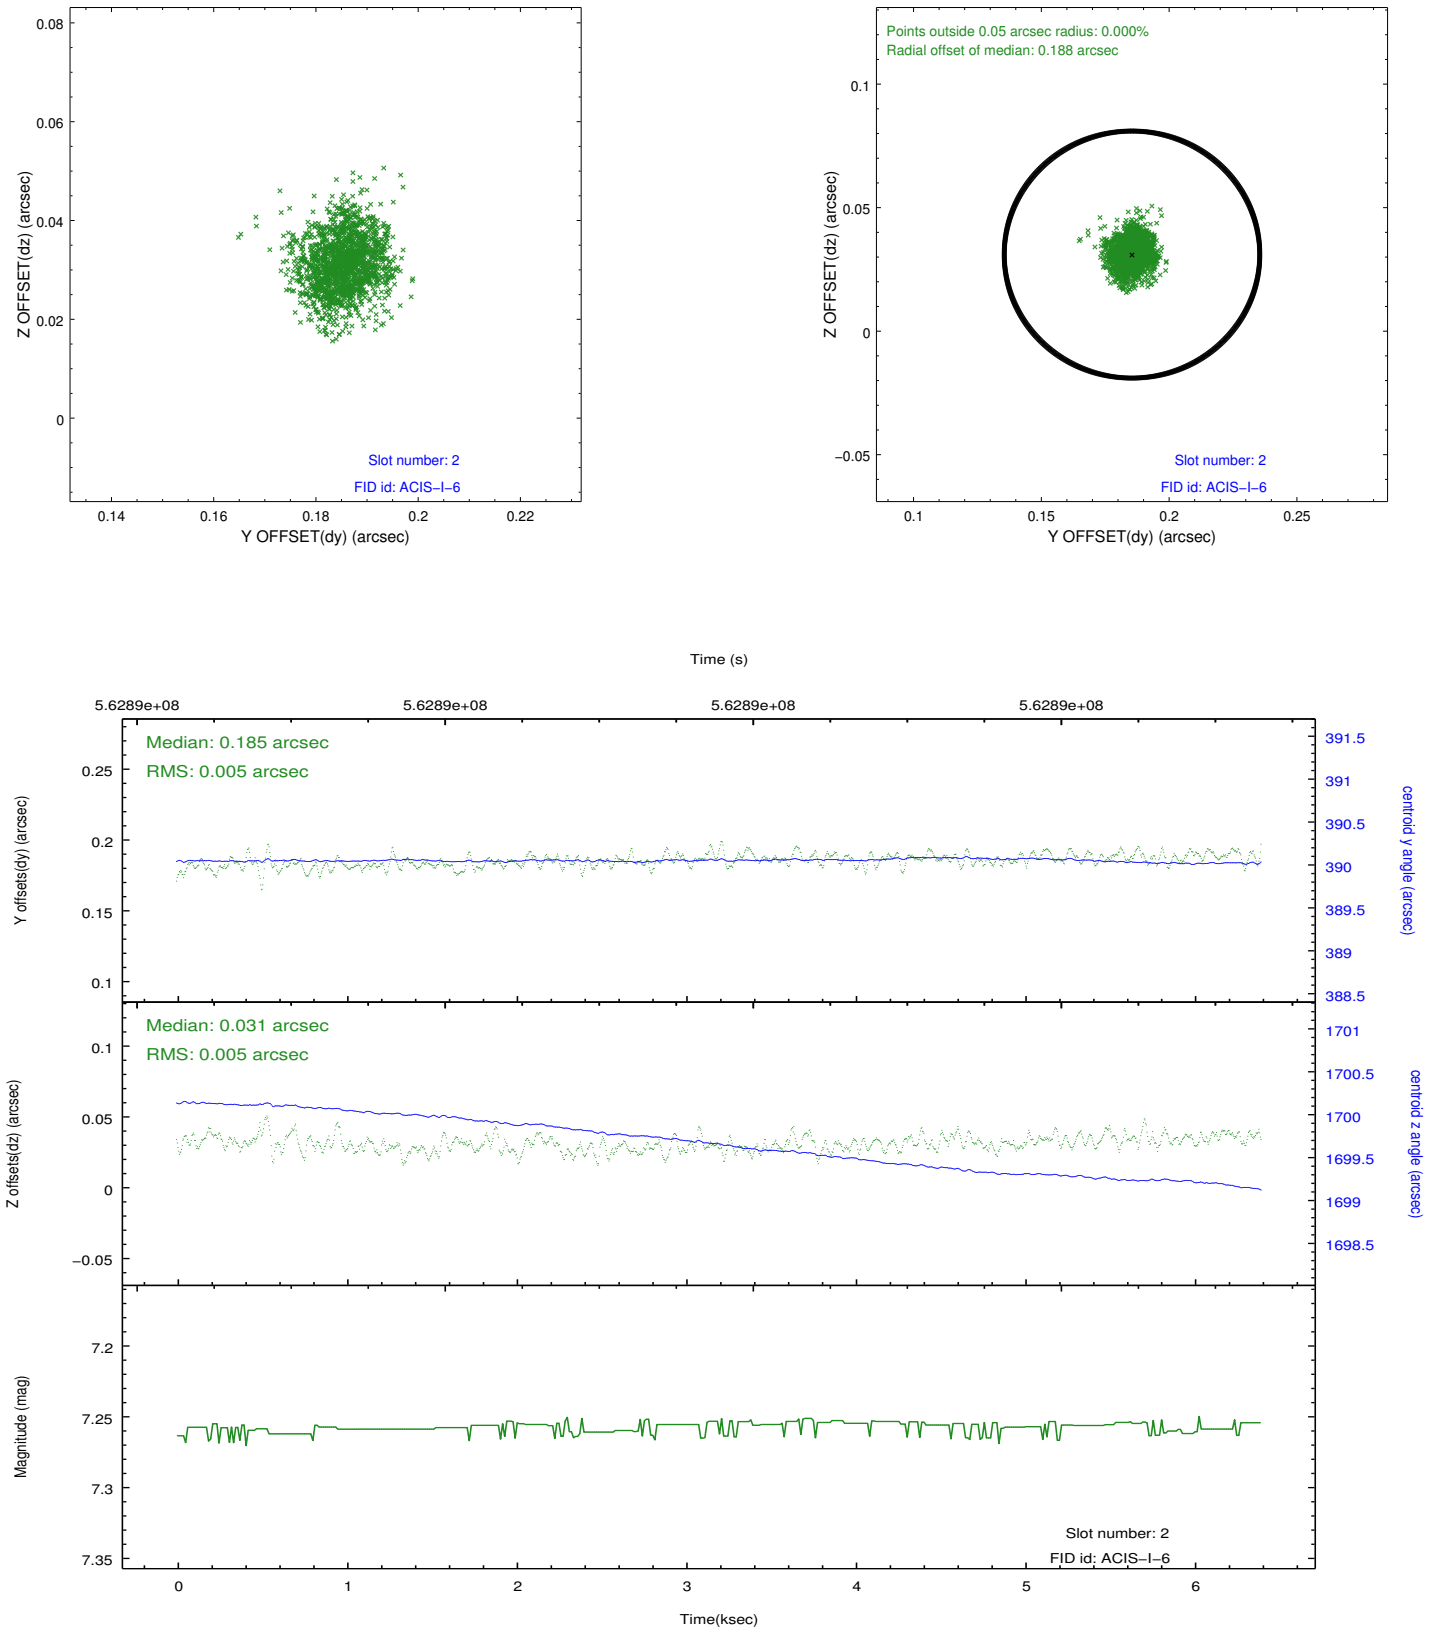 0.08
0.06
0.04
0.02
0
Z OFFSET(dz) (arcsec)
Slot number: 2
FID id: ACIS−I−6
0.14 0.16 0.18 0.2 0.22
Y OFFSET(dy) (arcsec)
Points outside 0.05 arcsec radius: 0.000%
Radial offset of median: 0.188 arcsec
0.1
0.05
0
−0.05
Z OFFSET(dz) (arcsec)
Slot number: 2
FID id: ACIS−I−6
0.1 0.15 0.2 0.25
Y OFFSET(dy) (arcsec)
Time (s)
5.6289e+08 5.6289e+08 5.6289e+08 5.6289e+08
Median: 0.185 arcsec
RMS: 0.005 arcsec
0.25
0.2
0.15
0.1
Y offsets(dy) (arcsec)
391.5
391
390.5
390
389.5
389
388.5
centroid y angle (arcsec)
Median: 0.031 arcsec
RMS: 0.005 arcsec
0.1
0.05
0
−0.05
Z offsets(dz) (arcsec)
1701
1700.5
1700
1699.5
1699
1698.5
centroid z angle (arcsec)
7.2
7.25
7.3
7.35
Magnitude (mag)
Slot number: 2
FID id: ACIS−I−6
0 1 2 3 4 5 6
Time(ksec)